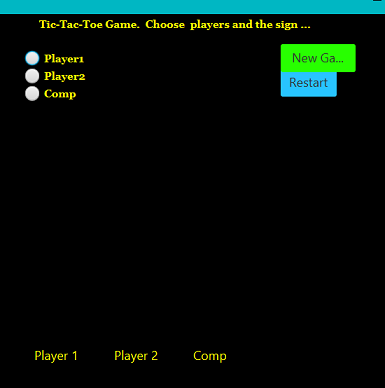 Tic-Tac-Toe Game. Choose players and the sign ...
Player1
New Ga...
Player2
Restart
Comp
Player 1 Player 2 Comp